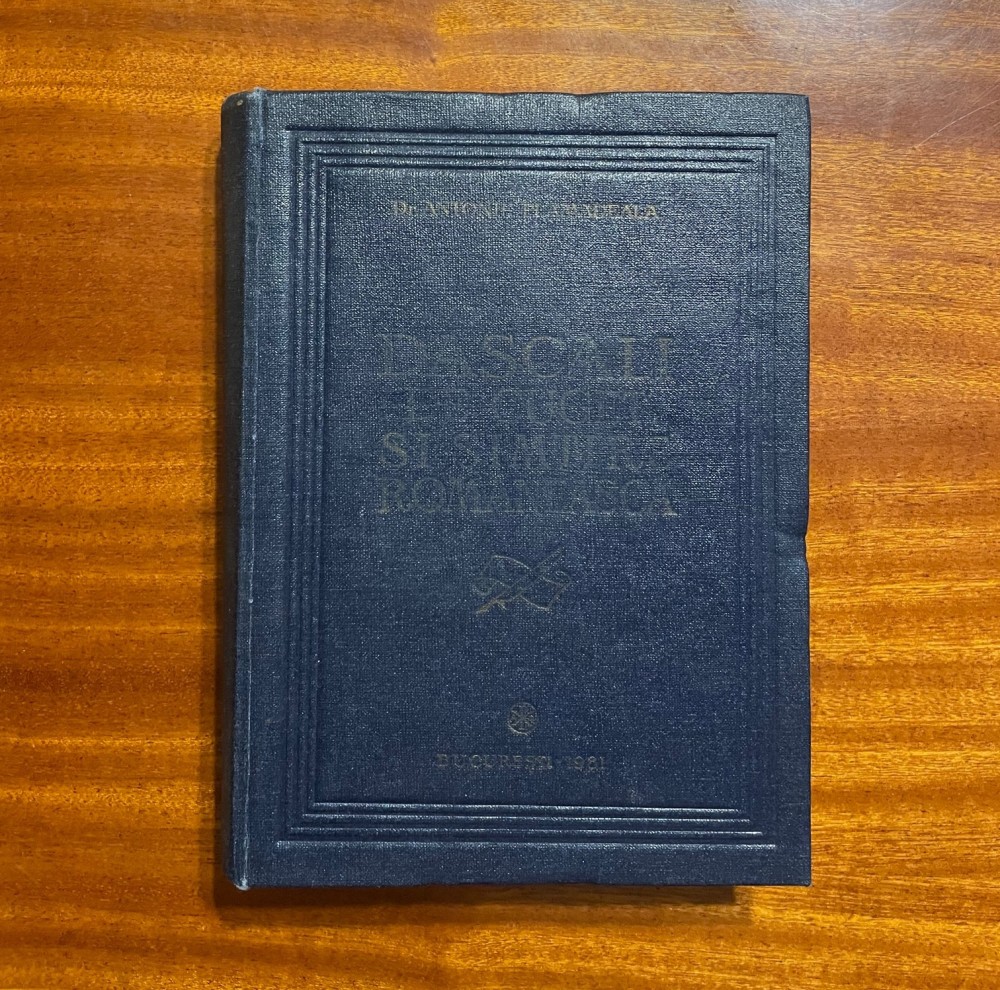 Dr. ANTONIE PLĂMĂDEALĂ
DASCĂLI
DE CUGET
ȘI SIMȚIRE
ROMÂNEASCĂ
BUCUREȘTI · 1981